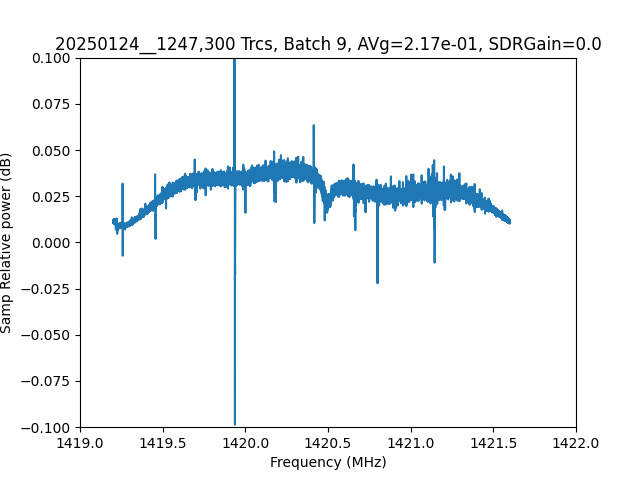 20250124__1247,300 Trcs, Batch 9, AVg=2.17e-01, SDRGain=0.0
0.100
0.075
0.050
0.025
0.000
−0.025
−0.050
−0.075
−0.100
Samp Relative power (dB)
1419.0 1419.5 1420.0 1420.5 1421.0 1421.5 1422.0
Frequency (MHz)